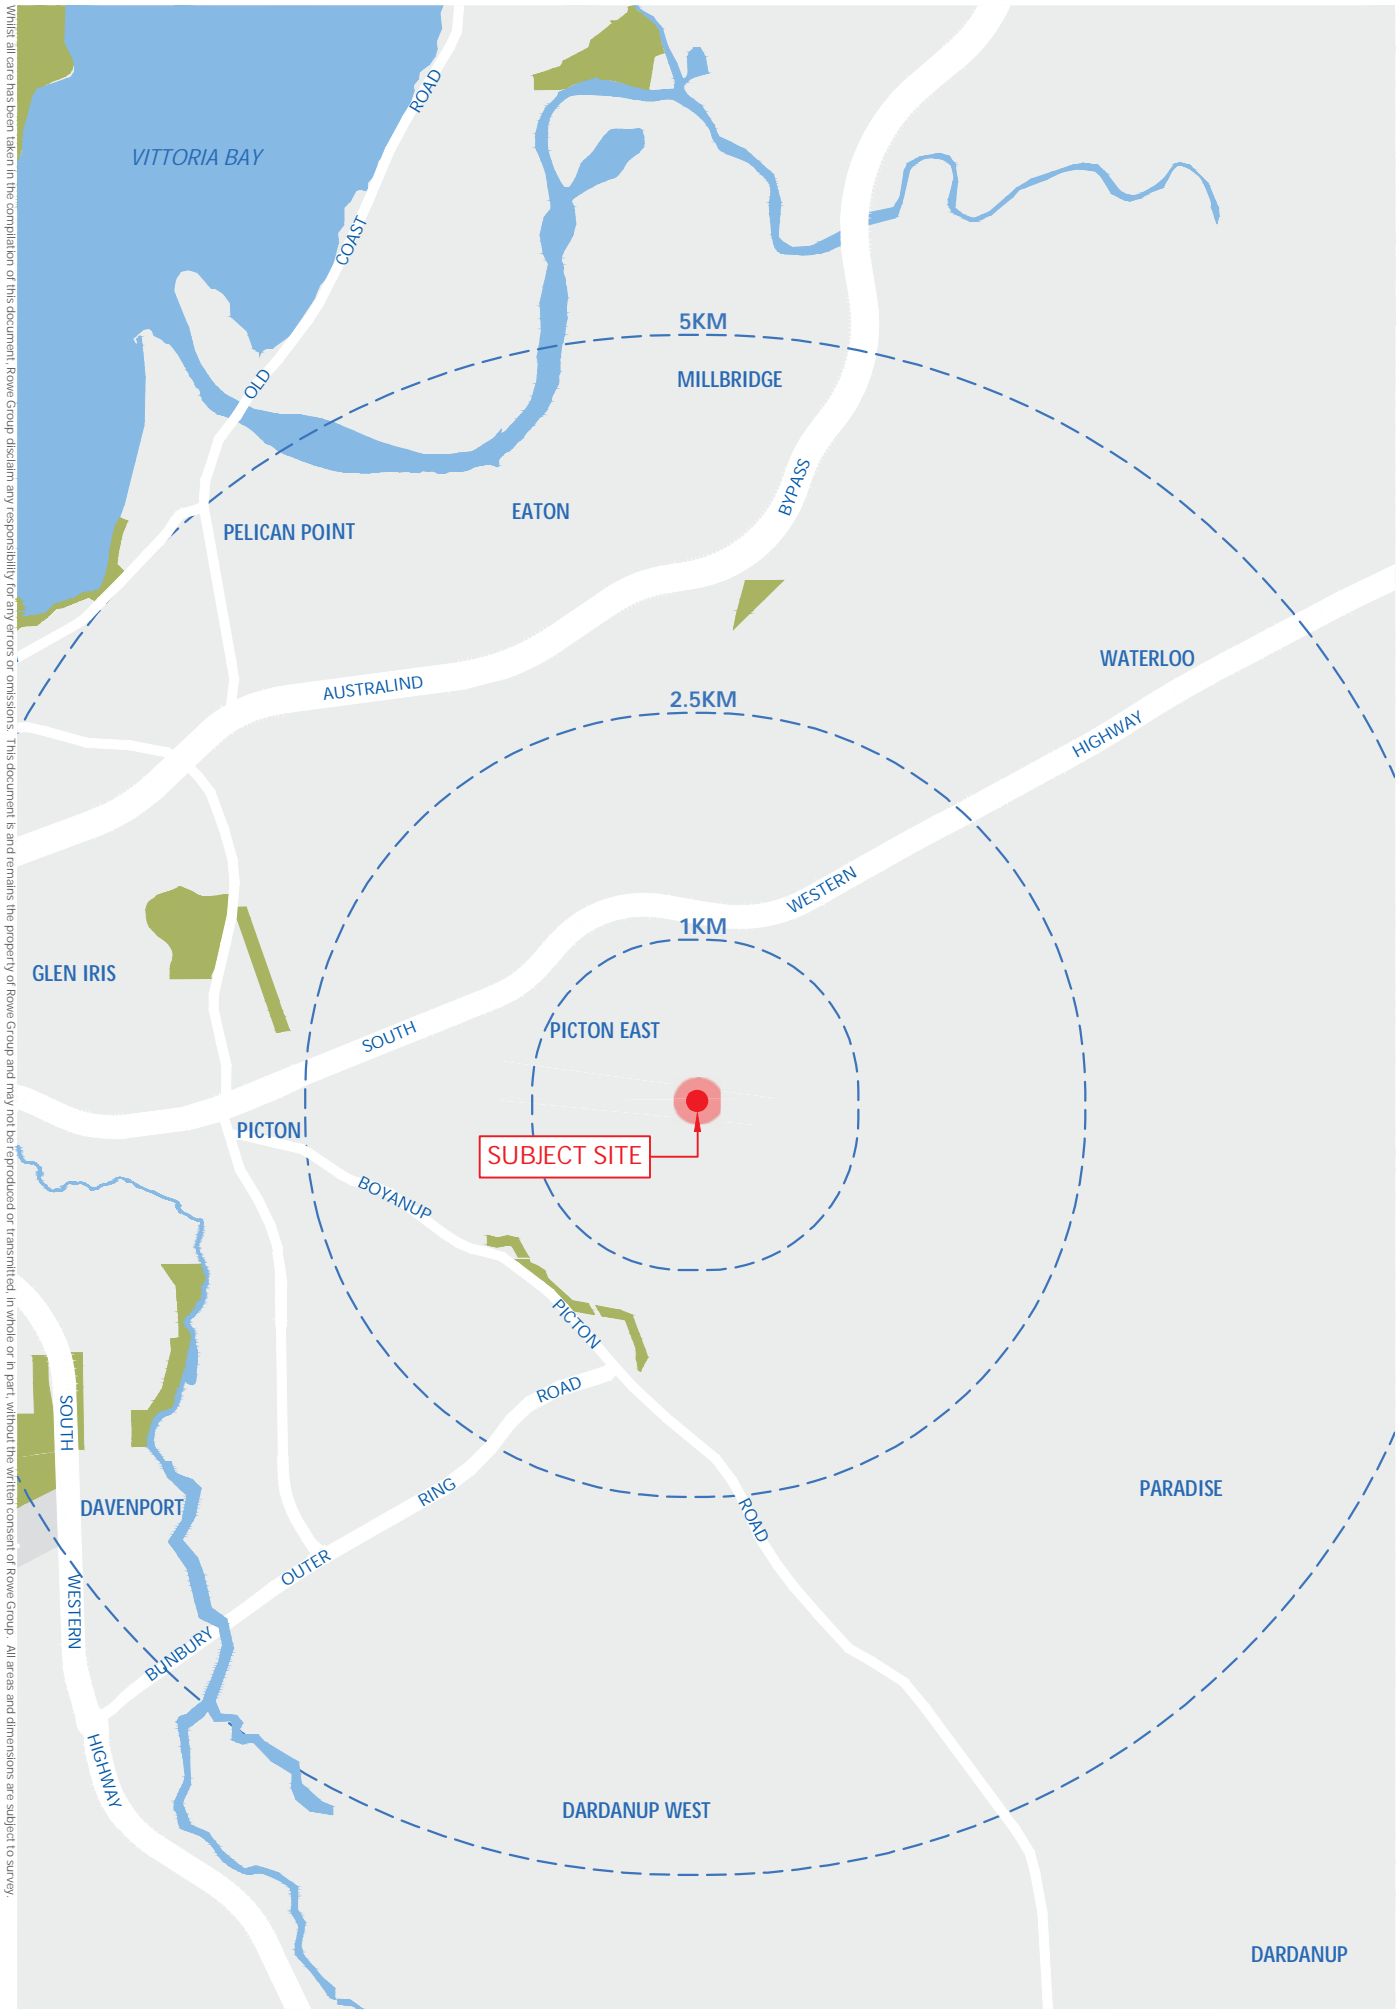 Whilst all care has been taken in the compilation of this document, Rowe Group disclaim any responsibility for any errors or omissions. This document is and remains the property of Rowe Group and may not be reproduced or transmitted, in whole or in part, without the written consent of Rowe Group. All areas and dimensions are subject to survey.
ROAD
VITTORIA BAY
COAST
5KM
MILLBRIDGE
OLD
BYPASS
EATON
PELICAN POINT
WATERLOO
AUSTRALIND
2.5KM
HIGHWAY
WESTERN
1KM
GLEN IRIS
SOUTH
PICTON EAST
PICTON
SUBJECT SITE
BOYANUP
PICTON
ROAD
SOUTH
RING
PARADISE
DAVENPORT
ROAD
OUTER
WESTERN
BUNBURY
HIGHWAY
DARDANUP WEST
DARDANUP